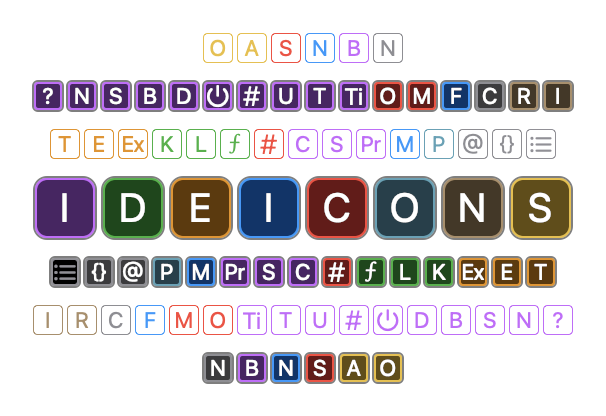 O A S N B N
? N S B D ⏻ # U T Ti O M F C R I
T E Ex K L ƒ # C S Pr M P @ {}
I D E I C O N S
{} @ P M Pr S C # ƒ L K Ex E T
I R C F M O Ti T U # ⏻ D B S N ?
N B N S A O